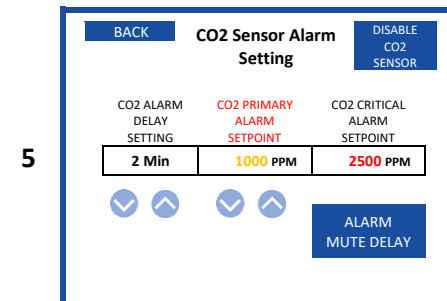 BACK
CO2 Sensor Alarm
Setting
DISABLE
CO2
SENSOR
CO2 ALARM
DELAY
SETTING
CO2 PRIMARY
ALARM
SETPOINT
CO2 CRITICAL
ALARM
SETPOINT
5
2 Min
1000 PPM
2500 PPM
ALARM
MUTE DELAY